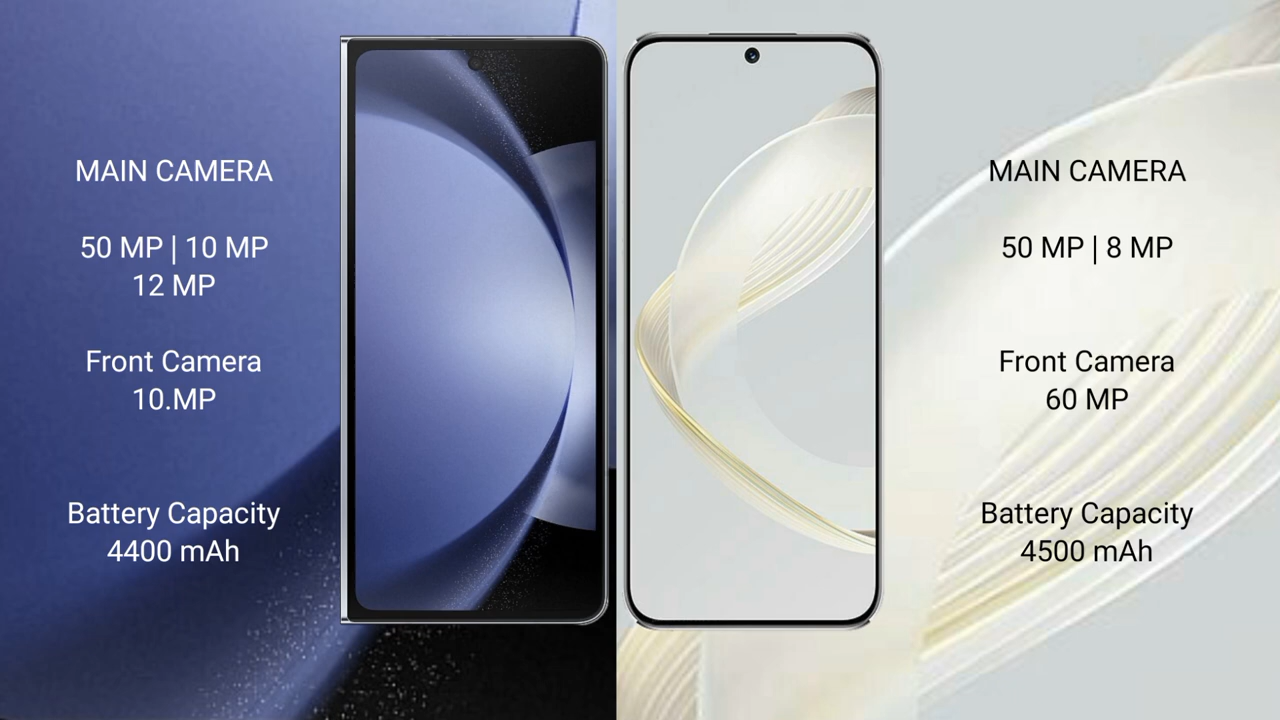 MAIN CAMERA
50 MP | 10 MP
12 MP
Front Camera
10.MP
Battery Capacity
4400 mAh
MAIN CAMERA
50 MP | 8 MP
Front Camera
60 MP
Battery Capacity
4500 mAh